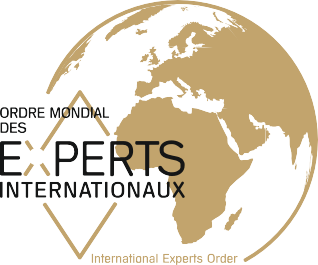 ORDRE MONDIAL
DES
EXPERTS
INTERNATIONAUX
International Experts Order